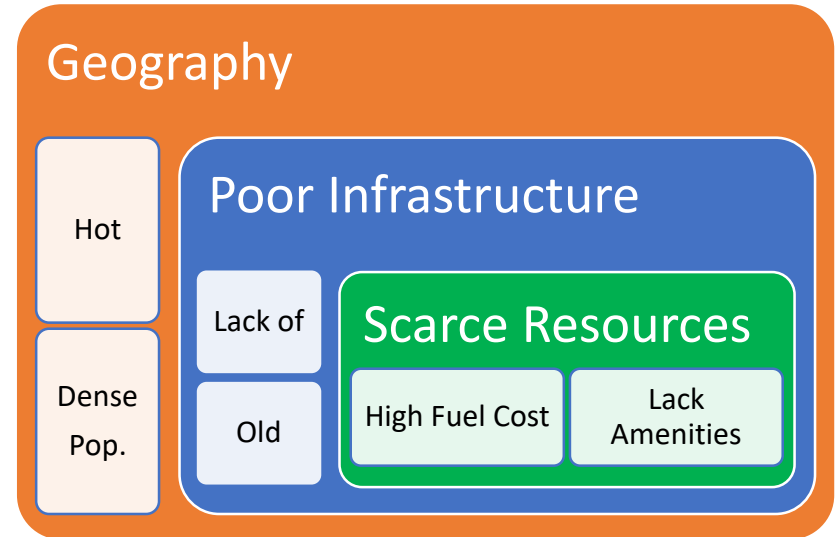 Geography
Hot
Dense
Pop.
Poor Infrastructure
Lack of
Old
Scarce Resources
High Fuel Cost
Lack
Amenities